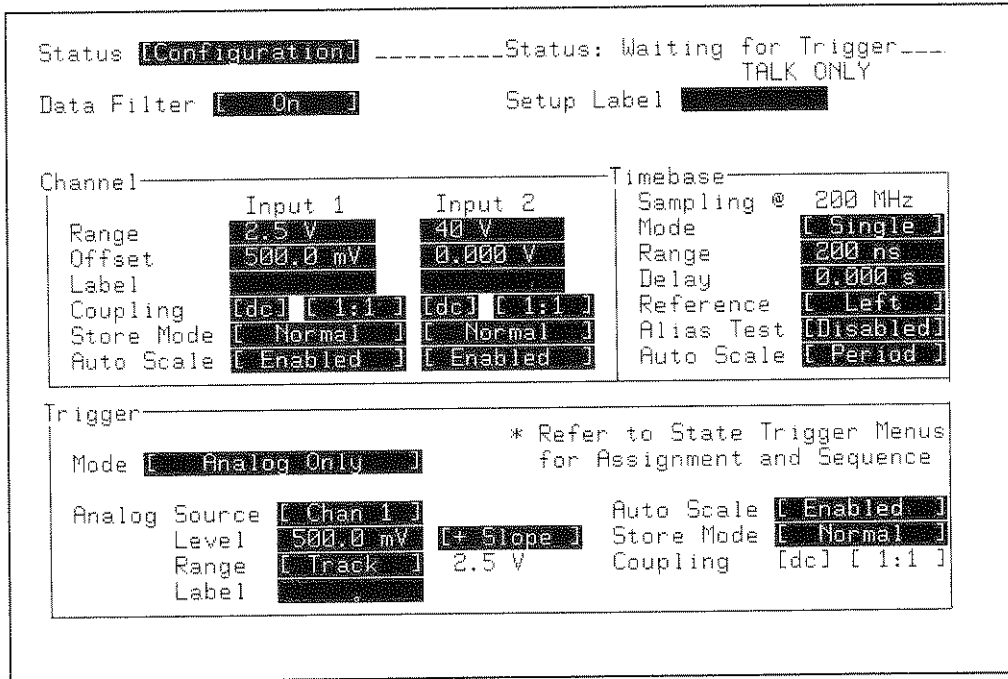 Status [Configuration] _________Status: Waiting for Trigger___
TALK ONLY
Data Filter [ On ] Setup Label
Channel
Input 1 Input 2
Range 2.5 V 40 V
Offset 500.0 mV 0.000 V
Label
Coupling [dc] [ 1:1 ] [dc] [ 1:1 ]
Store Mode [ Normal ] [ Normal ]
Auto Scale [ Enabled ] [ Enabled ]
Timebase
Sampling @ 200 MHz
Mode [ Single ]
Range 200 ns
Delay 0.000 s
Reference [ Left ]
Alias Test [Disabled]
Auto Scale [ Period ]
Trigger
* Refer to State Trigger Menus
for Assignment and Sequence
Mode [ Analog Only ]
Analog Source [ Chan 1 ]
Level 500.0 mV [+ Slope ]
Range [ Track ] 2.5 V
Label
Auto Scale [ Enabled ]
Store Mode [ Normal ]
Coupling [dc] [ 1:1 ]